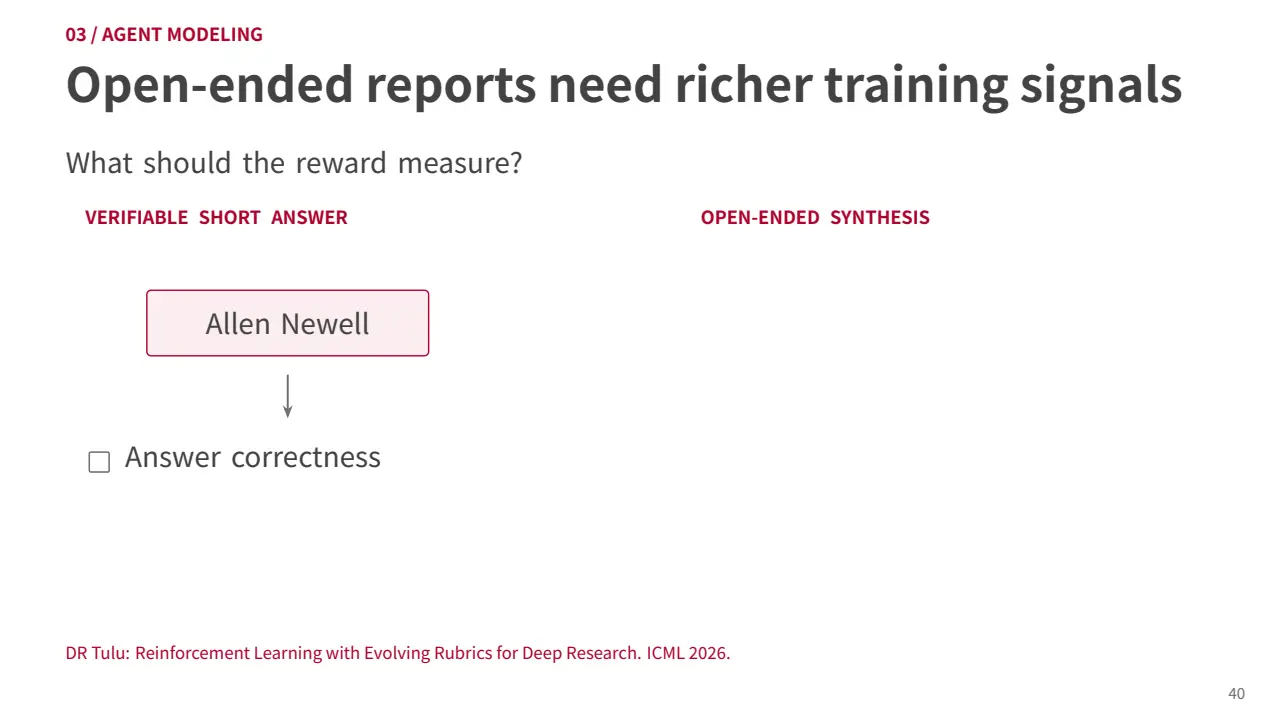 03 / AGENT MODELING
Open-ended reports need richer training signals
What should the reward measure?
VERIFIABLE SHORT ANSWER
OPEN-ENDED SYNTHESIS
Allen Newell
Answer correctness
DR Tulu: Reinforcement Learning with Evolving Rubrics for Deep Research. ICML 2026.
40